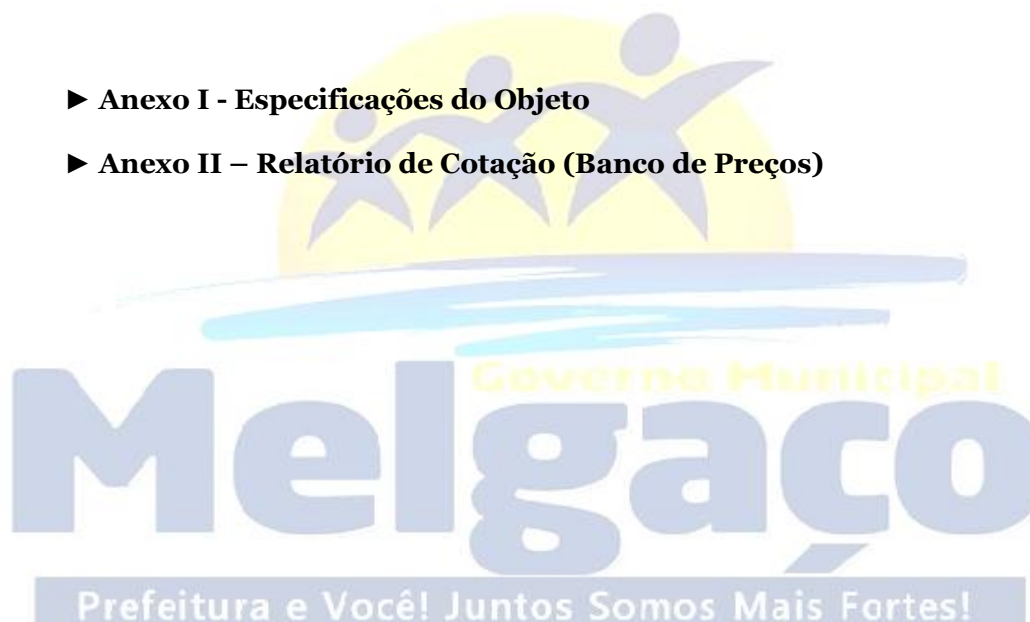 ► Anexo I - Especificações do Objeto
► Anexo II – Relatório de Cotação (Banco de Preços)
Governo Municipal
Melgaço
Prefeitura e Você! Juntos Somos Mais Fortes!